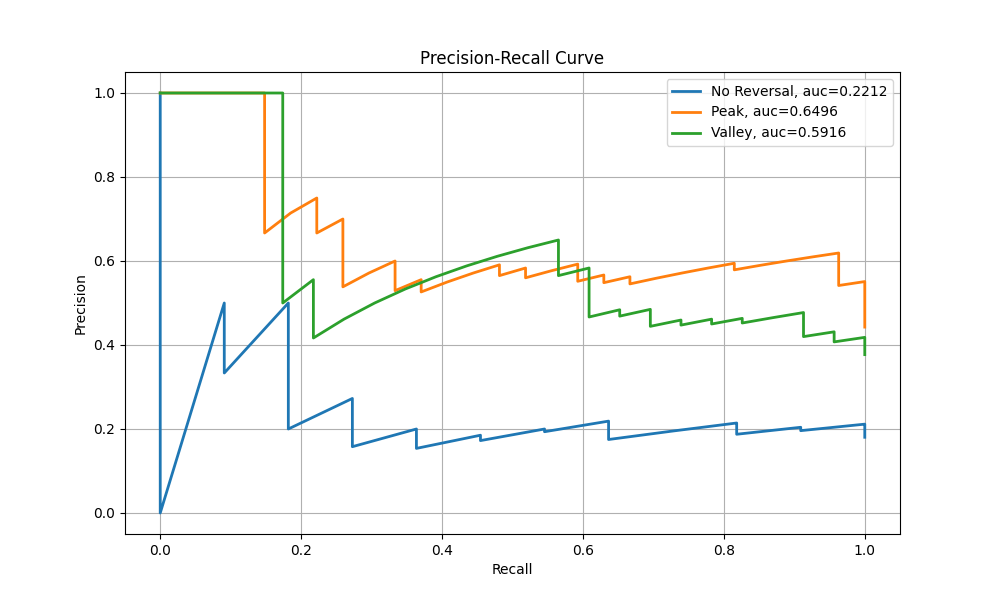 Precision-Recall Curve
No Reversal, auc=0.2212
Peak, auc=0.6496
Valley, auc=0.5916
Precision
1.0
0.8
0.6
0.4
0.2
0.0
0.0 0.2 0.4 0.6 0.8 1.0
Recall